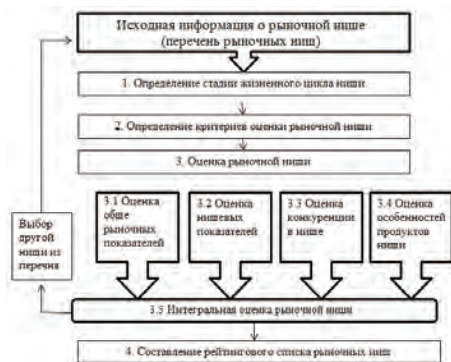 Исходная информация о рыночной нише
(перечень рыночных ниш)
1. Определение стадии жизненного цикла ниши
2. Определение критериев оценки рыночной ниши
3. Оценка рыночной ниши
3.1 Оценка
обще
рыночных
показателей
3.2 Оценка
нишевых
показателей
3.3 Оценка
конкуренции
в нише
3.4 Оценка
особенностей
продуктов
ниши
Выбор
другой
ниши из
перечня
3.5 Интегральная оценка рыночной ниши
4. Составление рейтингового списка рыночных ниш